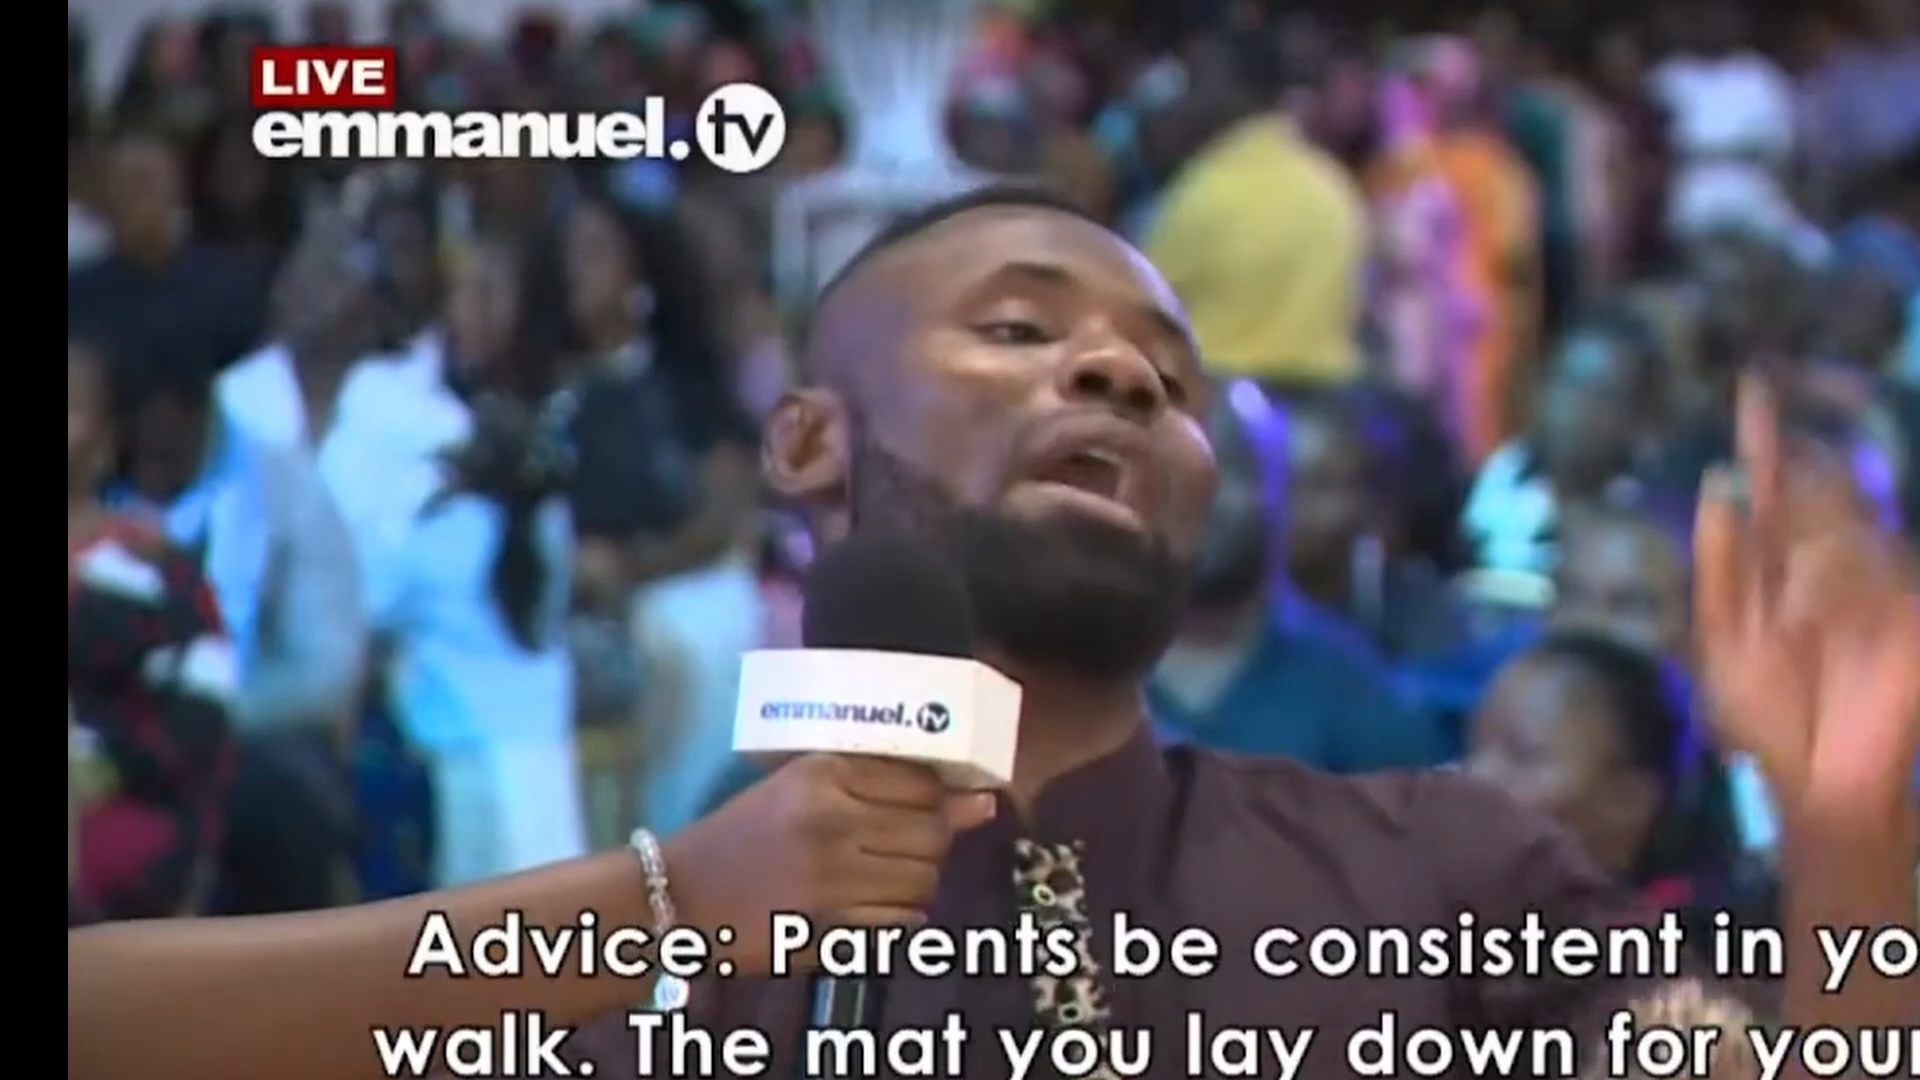 LIVE
emmanuel.tv
emmanuel.tv
Advice: Parents be consistent in yo
walk. The mat you lay down for your